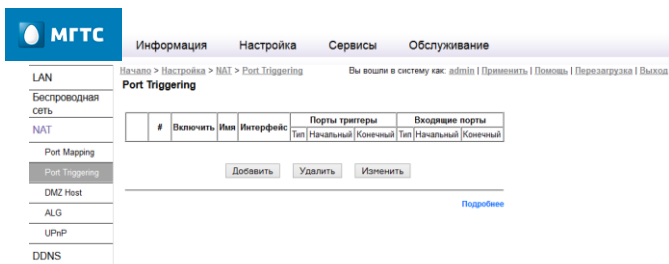 МГТС
Информация Настройка Сервисы Обслуживание
Начало > Настройка > NAT > Port Triggering
Вы вошли в систему как: admin | Применить | Помощь | Перезагрузка | Выход
Port Triggering
LAN
Беспроводная
сеть
NAT
Port Mapping
Port Triggering
DMZ Host
ALG
UPnP
DDNS
# Включить Имя Интерфейс Порты триггеры Входящие порты
Тип Начальный Конечный Тип Начальный Конечный
Добавить Удалить Изменить
Подробнее